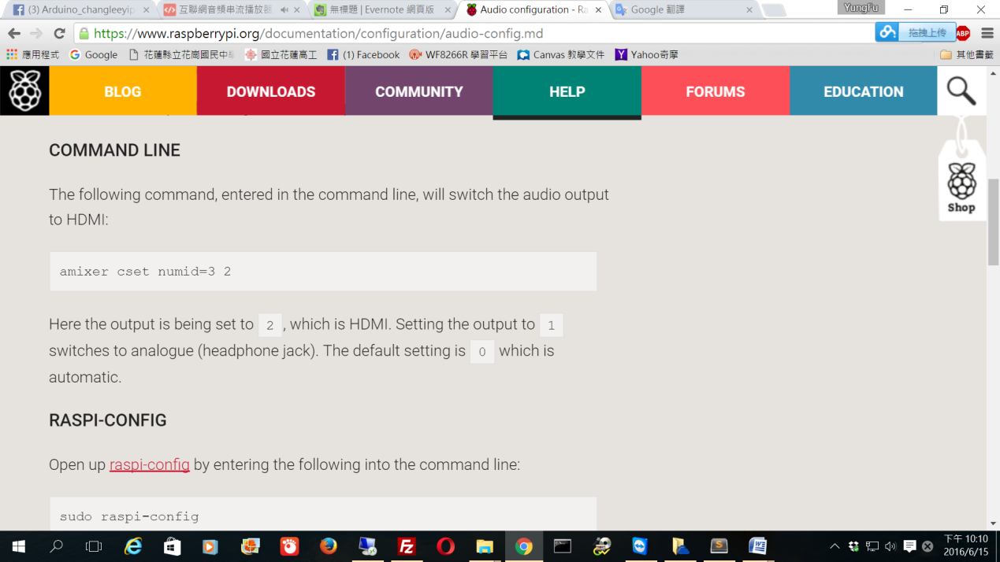 (3) Arduino_changleeyip
互聯網音頻串流播放器
無標題 | Evernote 網頁版
Audio configuration - Ra
Google 翻譯
YungFu
https://www.raspberrypi.org/documentation/configuration/audio-config.md
拖拽上传
ABP
應用程式
Google
花蓮縣立花崗國民中學
國立花蓮高工
(1) Facebook
WF8266R 學習平台
Canvas 教學文件
Yahoo奇摩
其他書籤
BLOG
DOWNLOADS
COMMUNITY
HELP
FORUMS
EDUCATION
Shop
COMMAND LINE
The following command, entered in the command line, will switch the audio output
to HDMI:
amixer cset numid=3 2
Here the output is being set to 2 , which is HDMI. Setting the output to 1
switches to analogue (headphone jack). The default setting is 0 which is
automatic.
RASPI-CONFIG
Open up raspi-config by entering the following into the command line:
sudo raspi-config
下午 10:10
2016/6/15